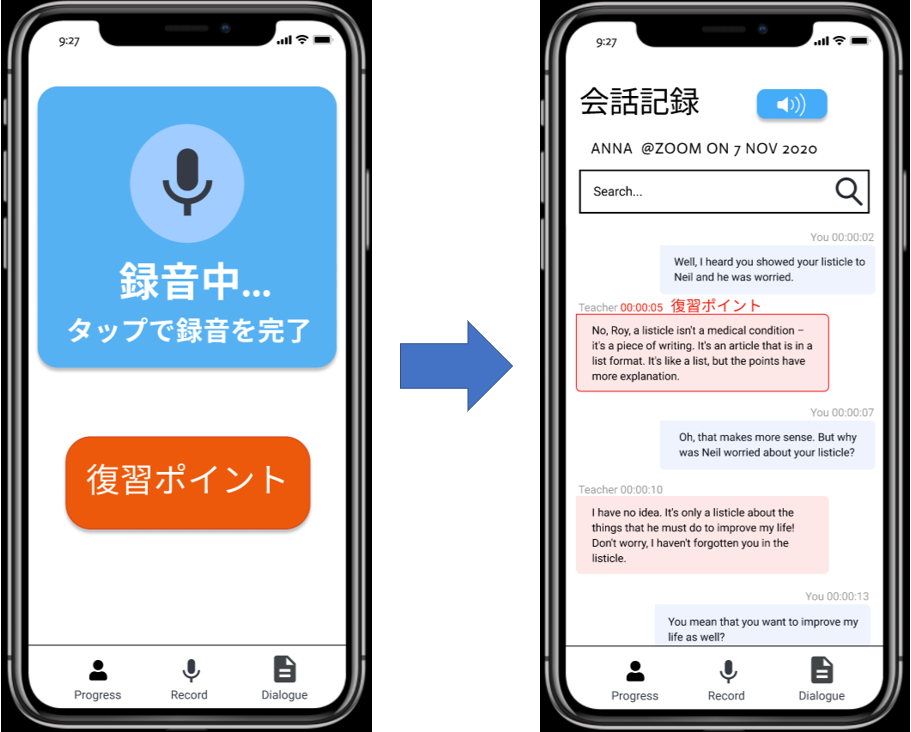 9:27
録音中...
タップで録音を完了
復習ポイント
Progress
Record
Dialogue
9:27
会話記録
ANNA @ZOOM ON 7 NOV 2020
Search...
You 00:00:02
Well, I heard you showed your listicle to
Neil and he was worried.
Teacher 00:00:05 復習ポイント
No, Roy, a listicle isn't a medical condition –
it's a piece of writing. It's an article that is in a
list format. It's like a list, but the points have
more explanation.
You 00:00:07
Oh, that makes more sense. But why
was Neil worried about your listicle?
Teacher 00:00:10
I have no idea. It's only a listicle about the
things that he must do to improve my life!
Don't worry, I haven't forgotten you in the
listicle.
You 00:00:13
You mean that you want to improve my
life as well?
Progress
Record
Dialogue